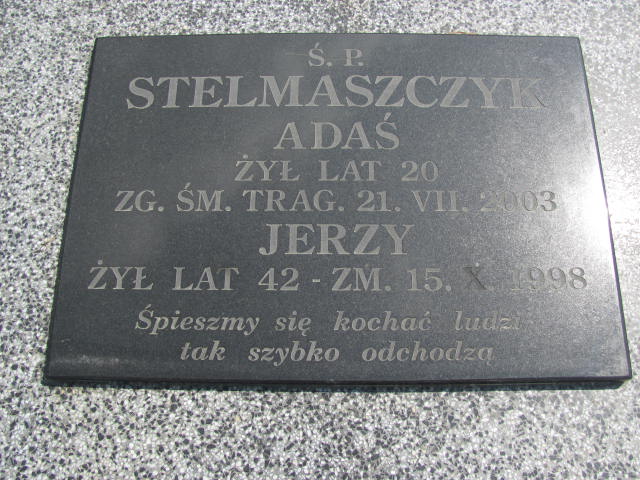 Ś. P.
STELMASZCZYK
ADAŚ
ŻYŁ LAT 20
ZG. ŚM. TRAG. 21. VII. 2003
JERZY
ŻYŁ LAT 42 - ZM. 15. X. 1998
Śpieszmy się kochać ludzi
tak szybko odchodzą